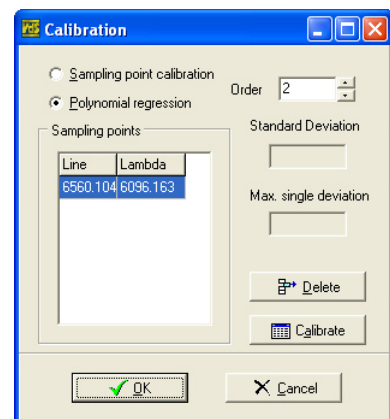 Calibration
Sampling point calibration
Order 2
Polynomial regression
Sampling points
Standard Deviation
Line Lambda
6560.104 6096.163
Max. single deviation
Delete
Calibrate
OK
Cancel